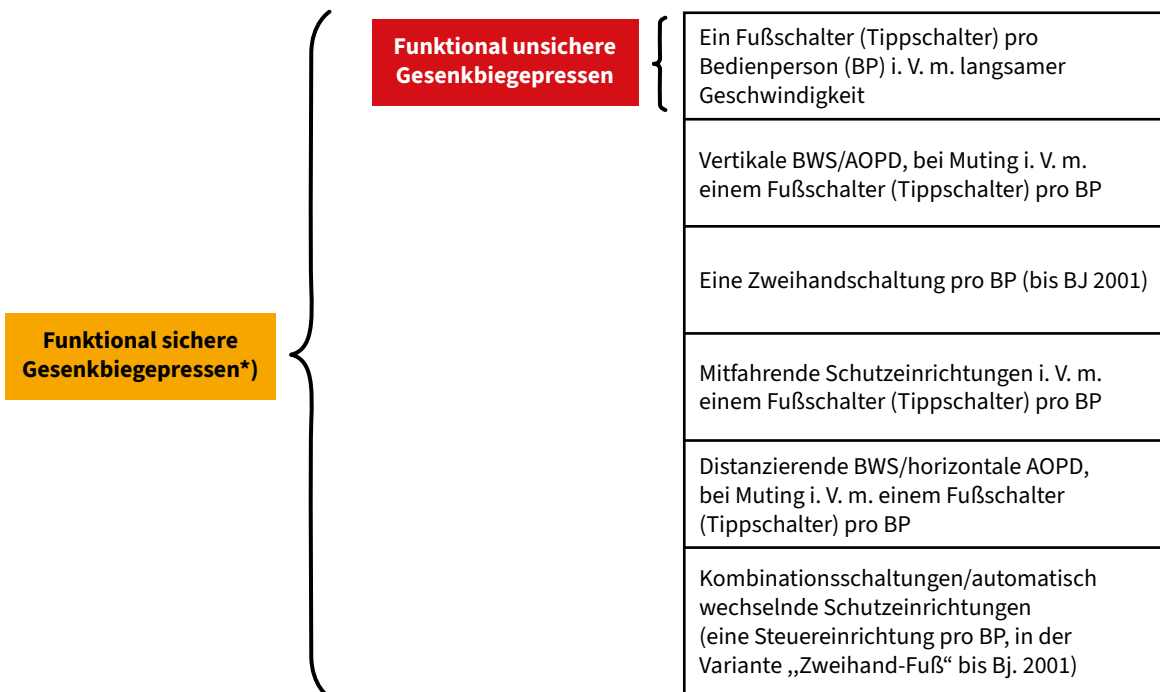 Funktional unsichere
Gesenkbiegepressen
Ein Fußschalter (Tippschalter) pro
Bedienperson (BP) i. V. m. langsamer
Geschwindigkeit
Vertikale BWS/AOPD, bei Muting i. V. m.
einem Fußschalter (Tippschalter) pro BP
Eine Zweihandschaltung pro BP (bis BJ 2001)
Funktional sichere
Gesenkbiegepressen*)
Mitfahrende Schutzeinrichtungen i. V. m.
einem Fußschalter (Tippschalter) pro BP
Distanzierende BWS/horizontale AOPD,
bei Muting i. V. m. einem Fußschalter
(Tippschalter) pro BP
Kombinationsschaltungen/automatisch
wechselnde Schutzeinrichtungen
(eine Steuereinrichtung pro BP, in der
Variante ,,Zweihand-Fuß“ bis Bj. 2001)